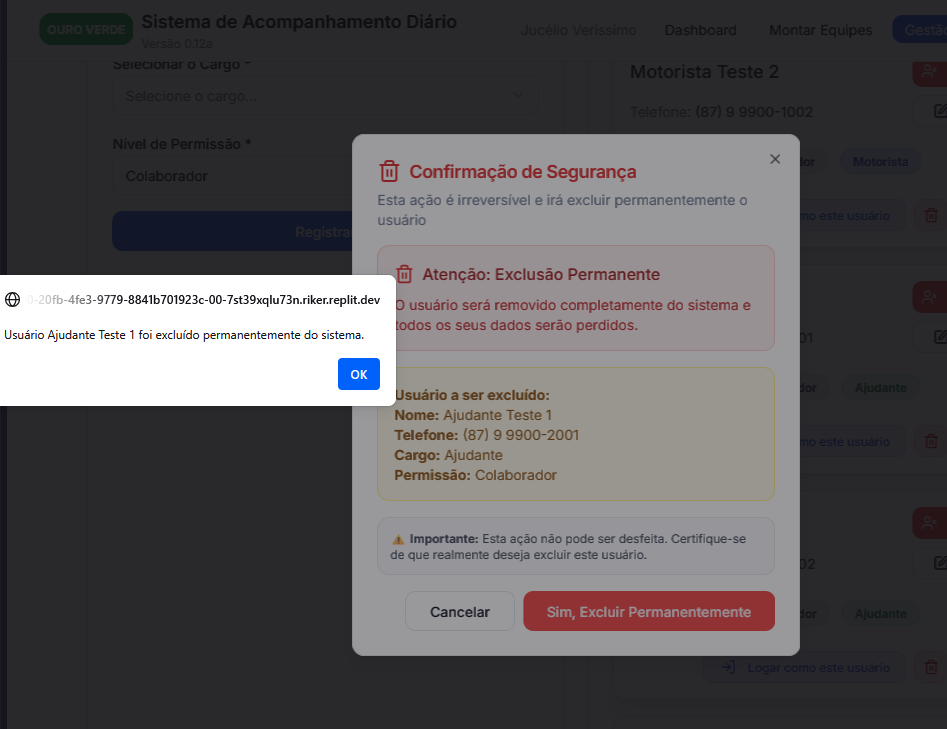 OURO VERDE
Sistema de Acompanhamento Diário
Versão 0.12a
Jucélio Veríssimo
Dashboard
Montar Equipes
Gestã
Selecionar o Cargo *
Selecione o cargo...
Nível de Permissão *
Colaborador
Registra
Motorista Teste 2
Telefone: (87) 9 9900-1002
dor
Motorista
mo este usuário
Confirmação de Segurança
Esta ação é irreversível e irá excluir permanentemente o
usuário
Atenção: Exclusão Permanente
O usuário será removido completamente do sistema e
todos os seus dados serão perdidos.
0-20fb-4fe3-9779-8841b701923c-00-7st39xqlu73n.riker.replit.dev
Usuário Ajudante Teste 1 foi excluído permanentemente do sistema.
OK
Usuário a ser excluído:
Nome: Ajudante Teste 1
Telefone: (87) 9 9900-2001
Cargo: Ajudante
Permissão: Colaborador
⚠ Importante: Esta ação não pode ser desfeita. Certifique-se
de que realmente deseja excluir este usuário.
Cancelar
Sim, Excluir Permanentemente
01
dor
Ajudante
mo este usuário
02
dor
Ajudante
Logar como este usuário